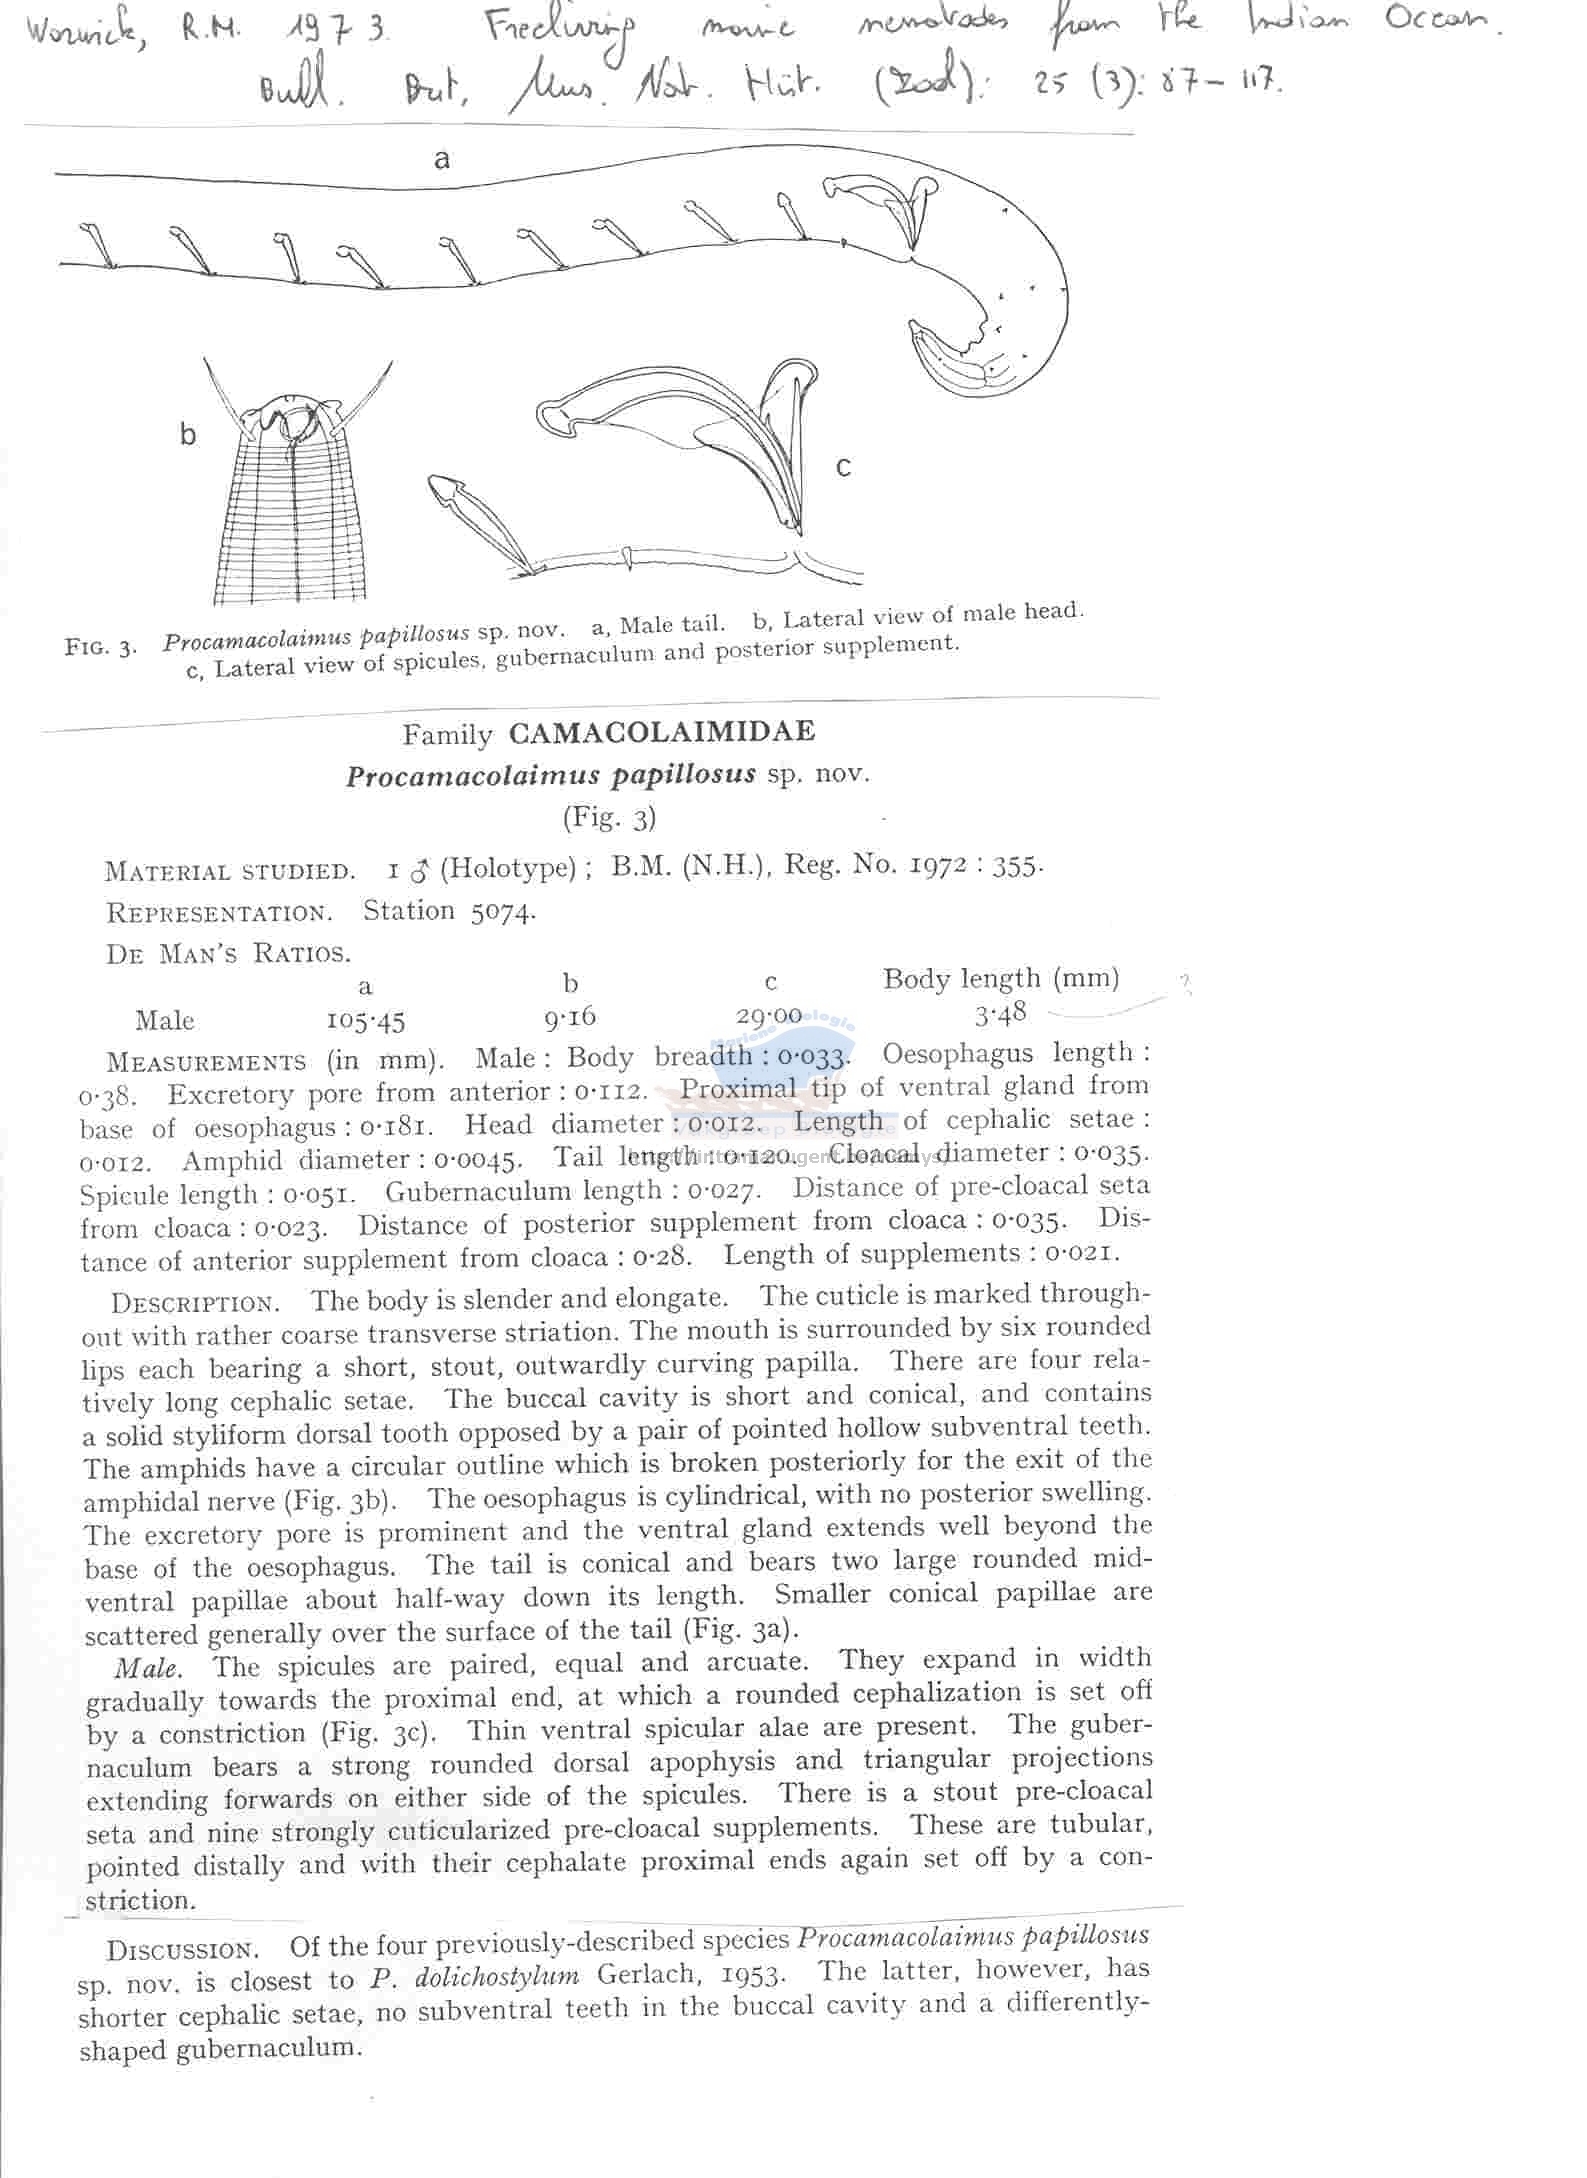 Warwick, R.M. 1973. Freeliving marine nematodes from the Indian Ocean.
Bull. Brit. Mus. Nat. Hist. (Zool): 25 (3): 87-117.
a
b
c
FIG. 3. Procamacolaimus papillosus sp. nov. a, Male tail. b, Lateral view of male head.
c, Lateral view of spicules, gubernaculum and posterior supplement.
Family CAMACOLAIMIDAE
Procamacolaimus papillosus sp. nov.
(Fig. 3)
MATERIAL STUDIED. 1 ♂ (Holotype); B.M. (N.H.), Reg. No. 1972 : 355.
REPRESENTATION. Station 5074.
DE MAN'S RATIOS.
a b c Body length (mm) ?
Male 105·45 9·16 29·00 3·48
MEASUREMENTS (in mm). Male : Body breadth : 0·033. Oesophagus length :
0·38. Excretory pore from anterior : 0·112. Proximal tip of ventral gland from
base of oesophagus : 0·181. Head diameter : 0·012. Length of cephalic setae :
0·012. Amphid diameter : 0·0045. Tail length : 0·120. Cloacal diameter : 0·035.
Spicule length : 0·051. Gubernaculum length : 0·027. Distance of pre-cloacal seta
from cloaca : 0·023. Distance of posterior supplement from cloaca : 0·035. Dis-
tance of anterior supplement from cloaca : 0·28. Length of supplements : 0·021.
DESCRIPTION. The body is slender and elongate. The cuticle is marked through-
out with rather coarse transverse striation. The mouth is surrounded by six rounded
lips each bearing a short, stout, outwardly curving papilla. There are four rela-
tively long cephalic setae. The buccal cavity is short and conical, and contains
a solid styliform dorsal tooth opposed by a pair of pointed hollow subventral teeth.
The amphids have a circular outline which is broken posteriorly for the exit of the
amphidal nerve (Fig. 3b). The oesophagus is cylindrical, with no posterior swelling.
The excretory pore is prominent and the ventral gland extends well beyond the
base of the oesophagus. The tail is conical and bears two large rounded mid-
ventral papillae about half-way down its length. Smaller conical papillae are
scattered generally over the surface of the tail (Fig. 3a).
Male. The spicules are paired, equal and arcuate. They expand in width
gradually towards the proximal end, at which a rounded cephalization is set off
by a constriction (Fig. 3c). Thin ventral spicular alae are present. The guber-
naculum bears a strong rounded dorsal apophysis and triangular projections
extending forwards on either side of the spicules. There is a stout pre-cloacal
seta and nine strongly cuticularized pre-cloacal supplements. These are tubular,
pointed distally and with their cephalate proximal ends again set off by a con-
striction.
DISCUSSION. Of the four previously-described species Procamacolaimus papillosus
sp. nov. is closest to P. dolichostylum Gerlach, 1953. The latter, however, has
shorter cephalic setae, no subventral teeth in the buccal cavity and a differently-
shaped gubernaculum.